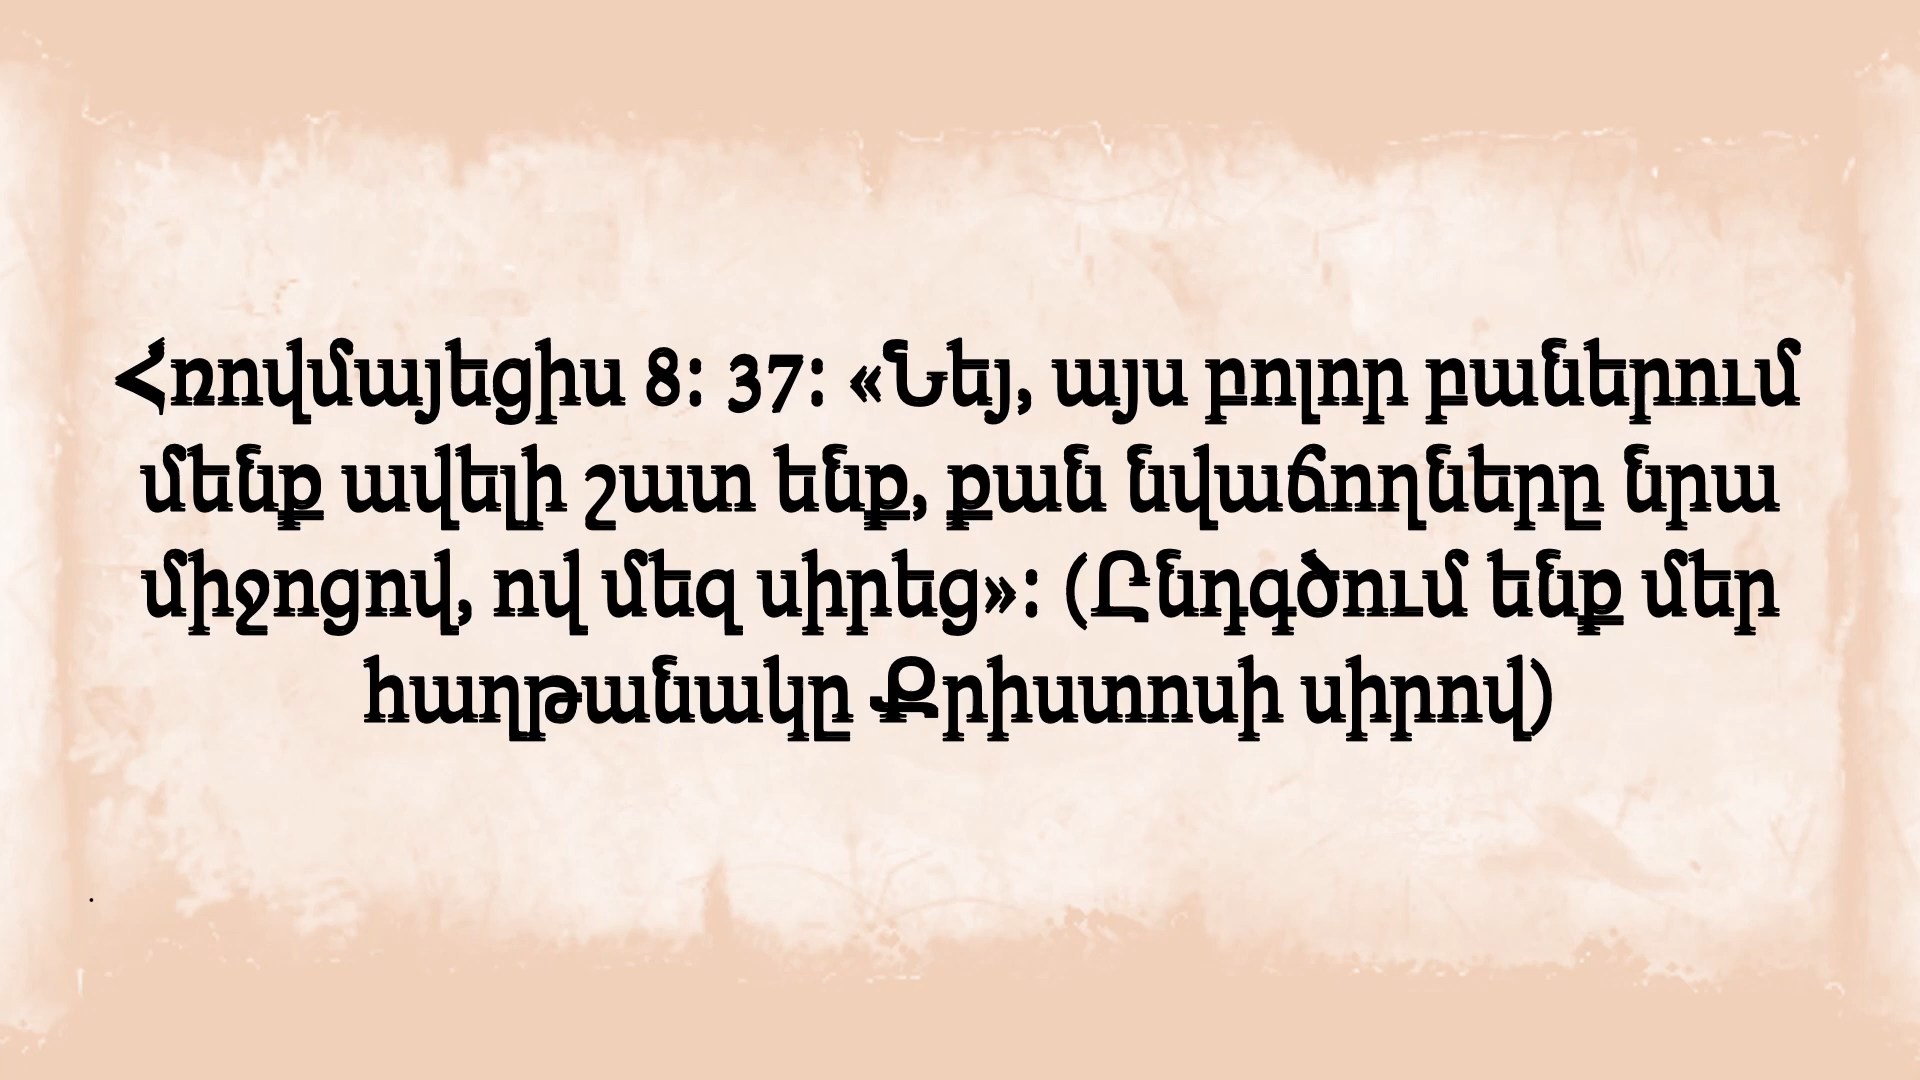 Հռովմայեցիս 8: 37: «Նեյ, այս բոլոր բաներում
մենք ավելի շատ ենք, քան նվաճողները նրա
միջոցով, ով մեզ սիրեց»: (Ընդգծում ենք մեր
հաղթանակը Քրիստոսի սիրով)
.